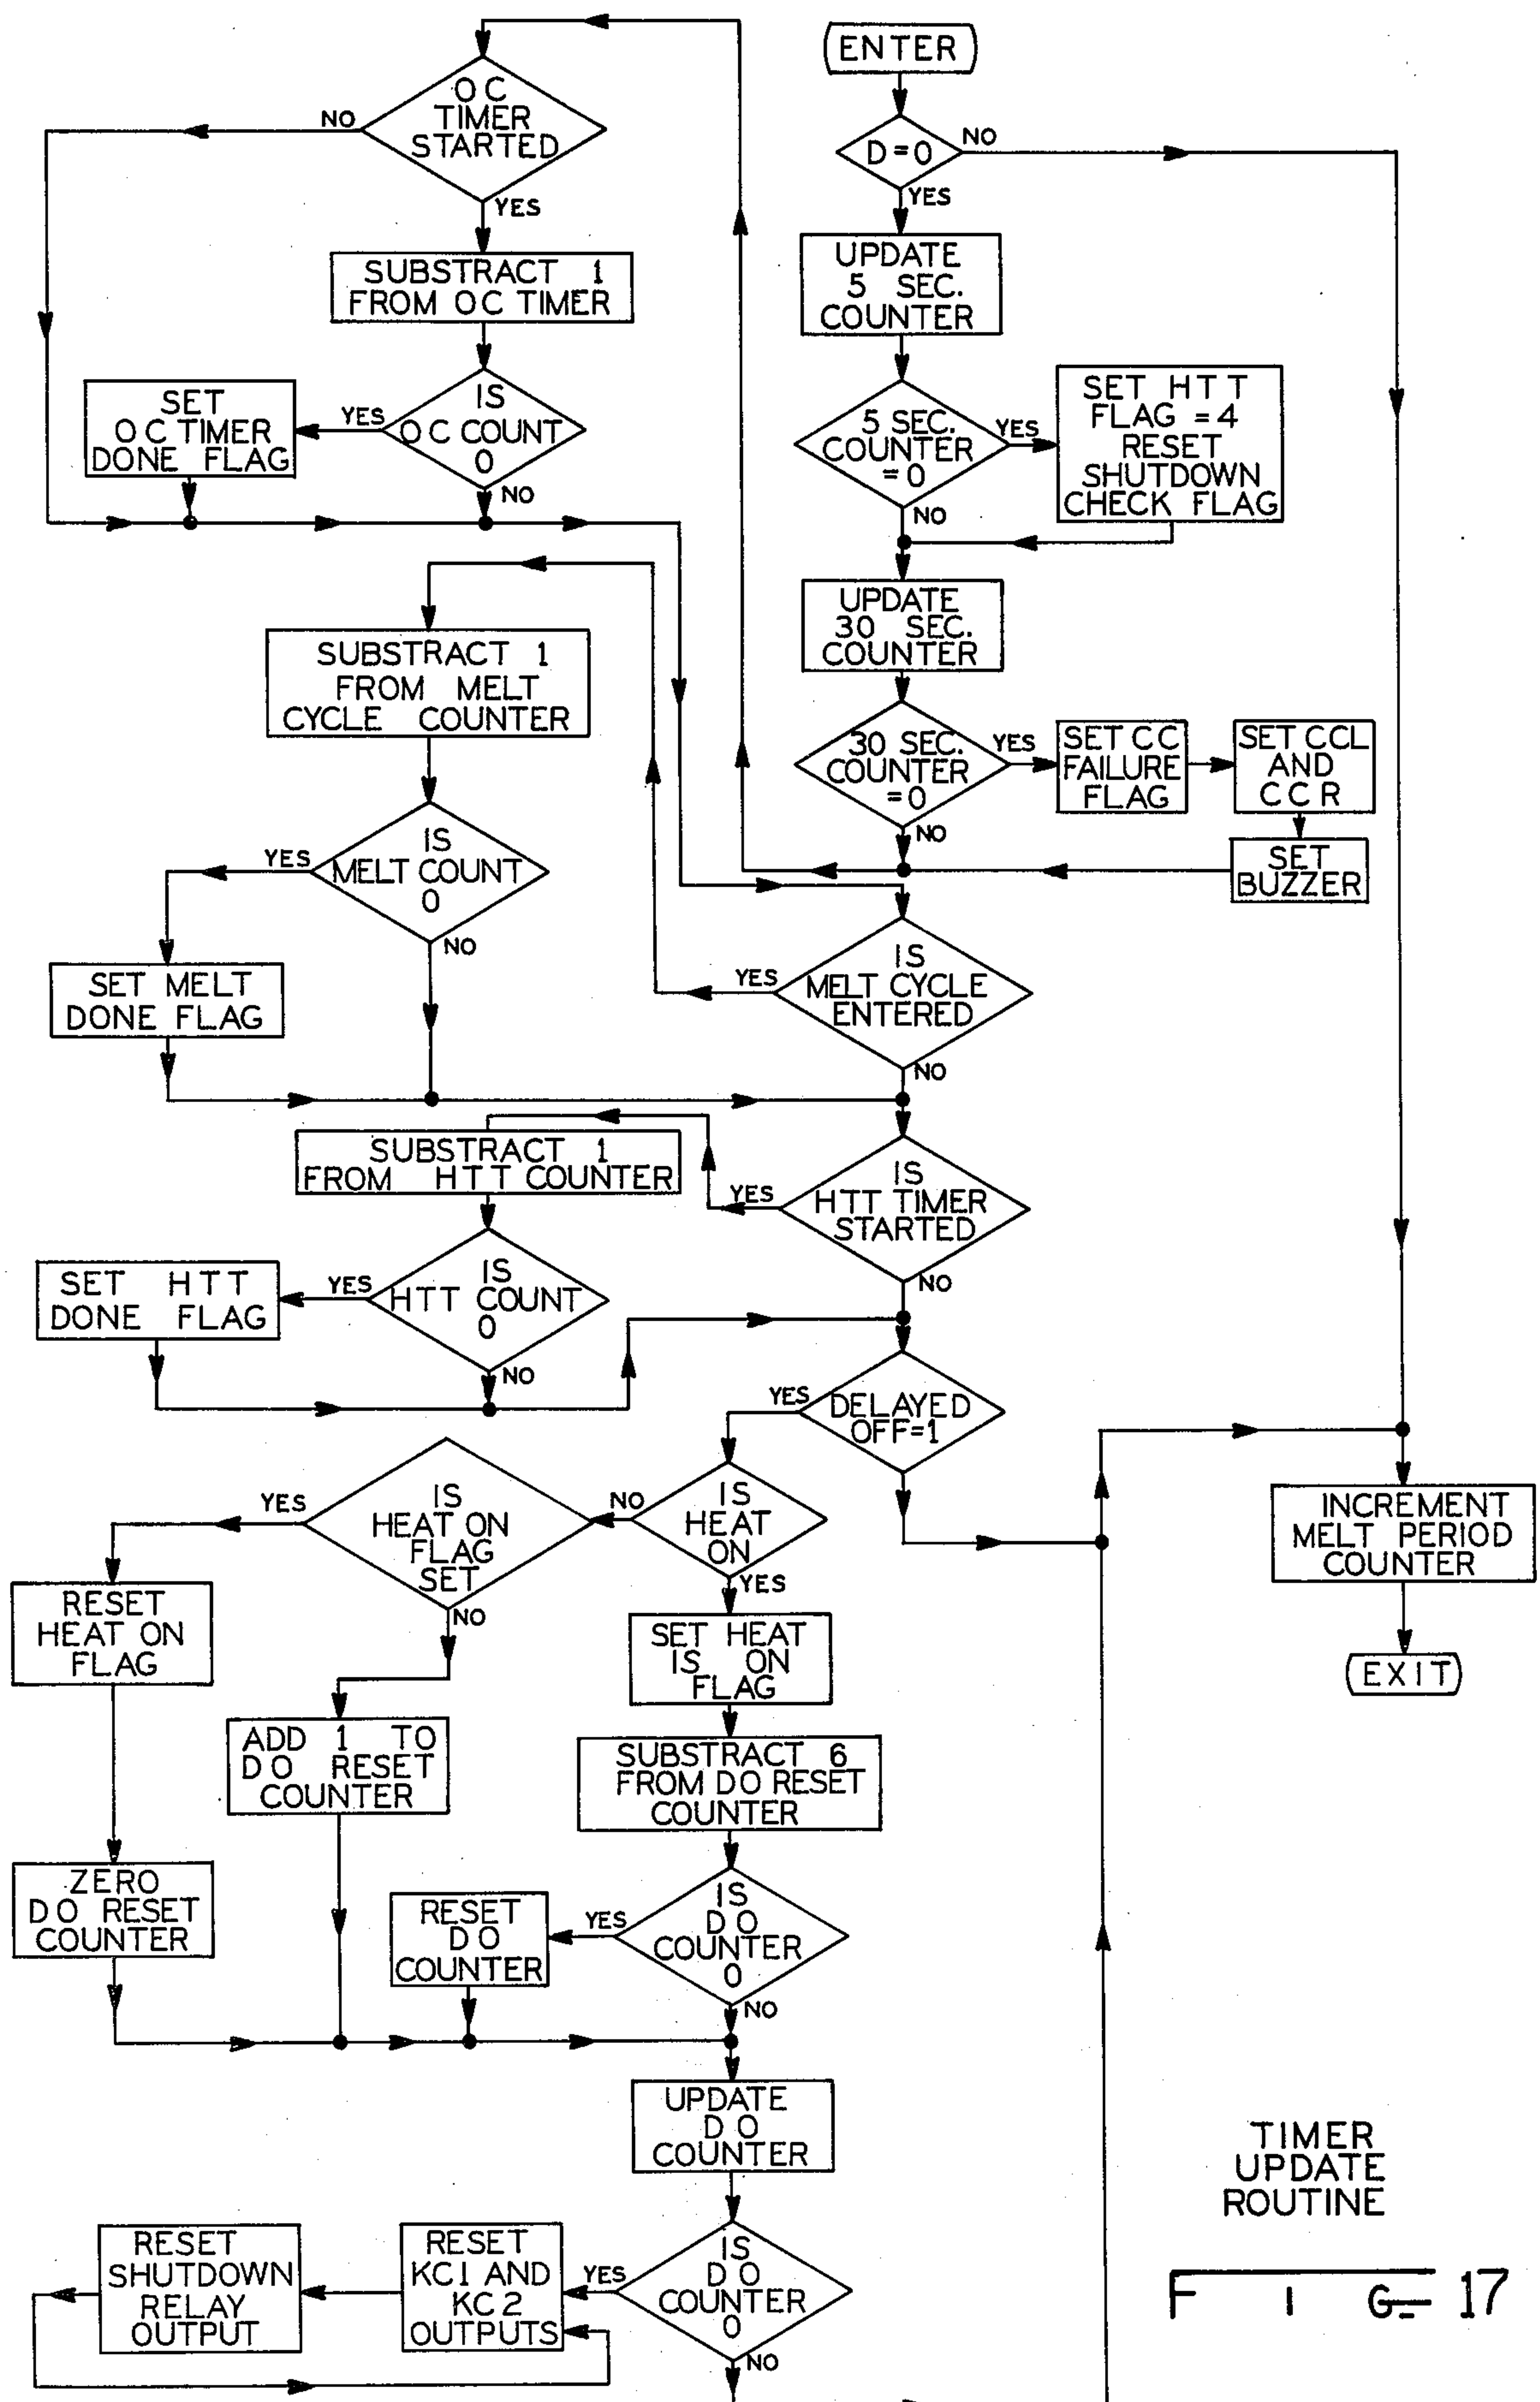 ENTER
D = 0
NO
YES
UPDATE
5 SEC.
COUNTER
5 SEC.
COUNTER
= 0
YES
NO
SET HTT
FLAG = 4
RESET
SHUTDOWN
CHECK FLAG
UPDATE
30 SEC.
COUNTER
30 SEC.
COUNTER
= 0
YES
NO
SET CC
FAILURE
FLAG
SET CCL
AND
CCR
SET
BUZZER
OC
TIMER
STARTED
NO
YES
SUBSTRACT 1
FROM OC TIMER
IS
OC COUNT
0
YES
NO
SET
OC TIMER
DONE FLAG
IS
MELT CYCLE
ENTERED
YES
NO
SUBSTRACT 1
FROM MELT
CYCLE COUNTER
IS
MELT COUNT
0
YES
NO
SET MELT
DONE FLAG
IS
HTT TIMER
STARTED
YES
NO
SUBSTRACT 1
FROM HTT COUNTER
IS
HTT COUNT
0
YES
NO
SET HTT
DONE FLAG
DELAYED
OFF=1
YES
IS
HEAT
ON
NO
YES
IS
HEAT ON
FLAG
SET
YES
NO
RESET
HEAT ON
FLAG
ZERO
DO RESET
COUNTER
ADD 1 TO
DO RESET
COUNTER
SET HEAT
IS ON
FLAG
SUBSTRACT 6
FROM DO RESET
COUNTER
IS
DO
COUNTER
0
YES
NO
RESET
DO
COUNTER
UPDATE
DO
COUNTER
IS
DO
COUNTER
0
YES
NO
RESET
KC1 AND
KC2
OUTPUTS
RESET
SHUTDOWN
RELAY
OUTPUT
INCREMENT
MELT PERIOD
COUNTER
EXIT
TIMER
UPDATE
ROUTINE
FIG. 17